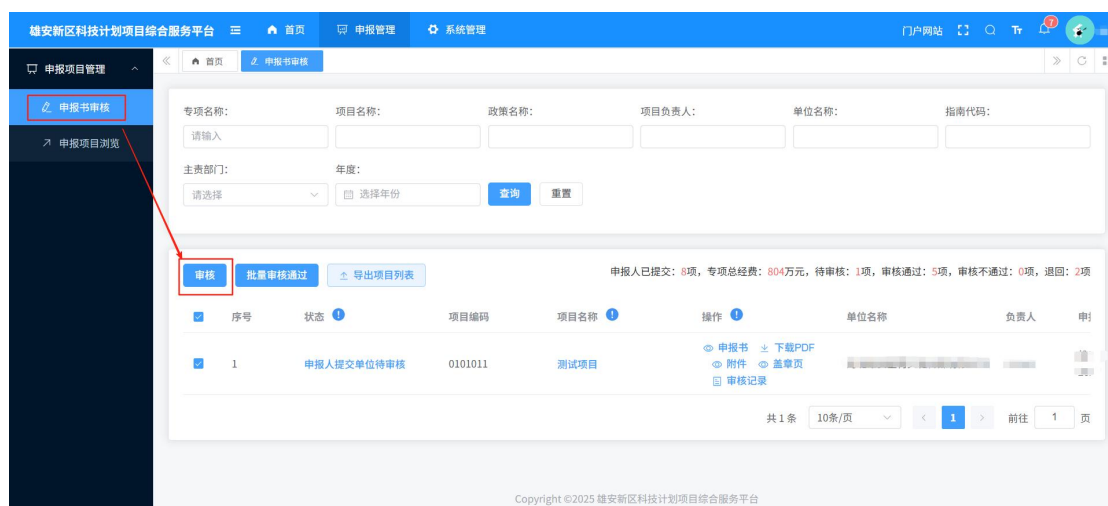 雄安新区科技计划项目综合服务平台 首页 申报管理 系统管理 门户网站 Tr 7
申报项目管理 首页 申报书审核
申报书审核
申报项目浏览
专项名称： 项目名称： 政策名称： 项目负责人： 单位名称： 指南代码：
请输入
主责部门： 年度：
请选择 选择年份 查询 重置
审核 批量审核通过 导出项目列表 申报人已提交：8项，专项总经费：804万元，待审核：1项，审核通过：5项，审核不通过：0项，退回：2项
序号 状态 项目编码 项目名称 操作 单位名称 负责人
1 申报人提交单位待审核 0101011 测试项目 申报书 下载PDF
附件 盖章页
审核记录
共1条 10条/页 1 前往 1 页
Copyright ©2025 雄安新区科技计划项目综合服务平台